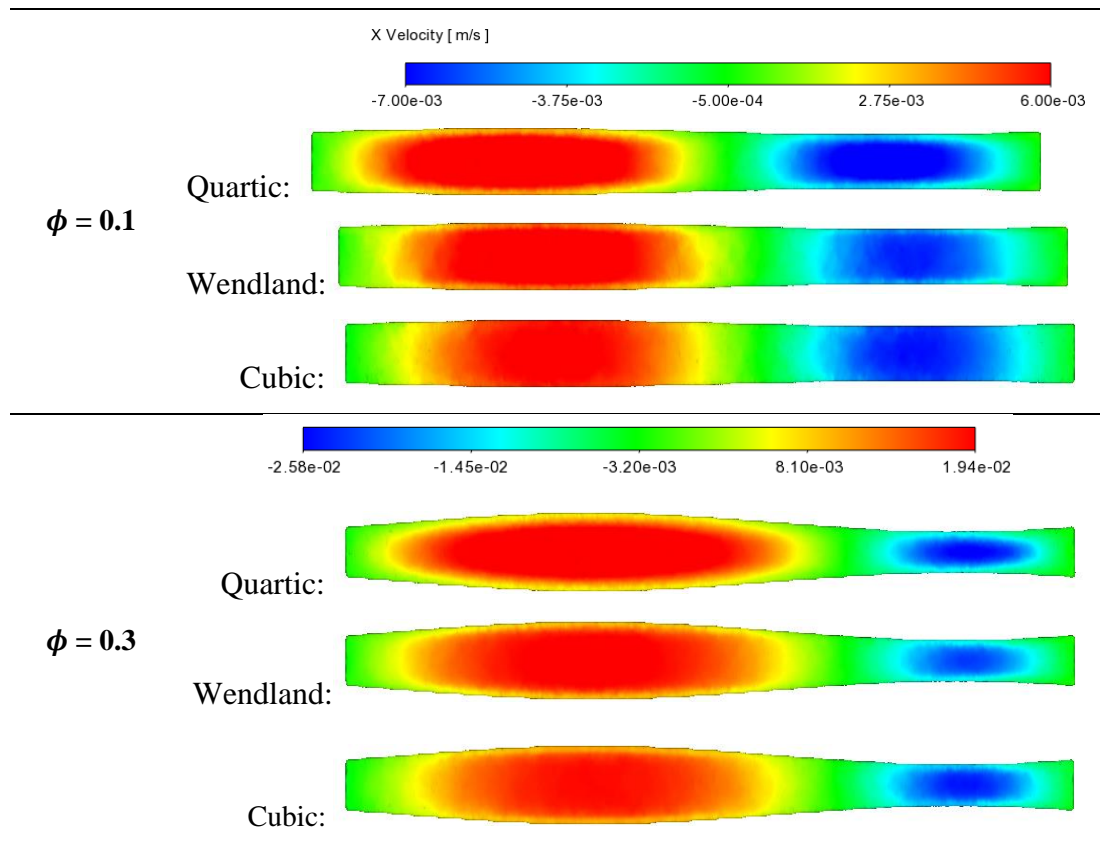 X Velocity [ m/s ]
-7.00e-03 -3.75e-03 -5.00e-04 2.75e-03 6.00e-03
Quartic:
ϕ = 0.1
Wendland:
Cubic:
-2.58e-02 -1.45e-02 -3.20e-03 8.10e-03 1.94e-02
Quartic:
ϕ = 0.3
Wendland:
Cubic: